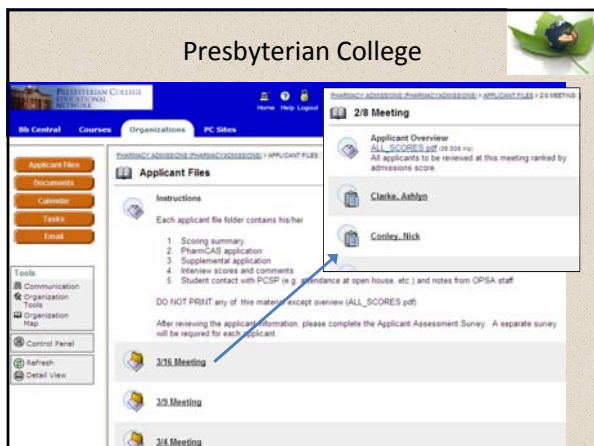 Presbyterian College
PRESBYTERIAN COLLEGE
EDUCATIONAL
NETWORK
Home Help Logout
Bb Central Courses Organizations PC Sites
Applicant Files
Documents
Calendar
Tasks
Email
Tools
Communication
Organization
Tools
Organization
Map
Control Panel
Refresh
Detail View
PHARMACY ADMISSIONS (PHARMACYADMISSIONS) > APPLICANT FILES
Applicant Files
Instructions
Each applicant file folder contains his/her
1. Scoring summary
2. PharmCAS application
3. Supplemental application
4. Interview scores and comments
5. Student contact with PCSP (e.g. attendance at open house, etc.) and notes from OPSA staff
DO NOT PRINT any of this material except overview (ALL_SCORES pdf)
After reviewing the applicant information, please complete the Applicant Assessment Survey. A separate survey
will be required for each applicant.
3/16 Meeting
3/9 Meeting
3/4 Meeting
PHARMACY ADMISSIONS (PHARMACYADMISSIONS) > APPLICANT FILES > 2/8 MEETING
2/8 Meeting
Applicant Overview
ALL_SCORES.pdf
All applicants to be reviewed at this meeting ranked by
admissions score.
Clarke, Ashlyn
Conley, Nick